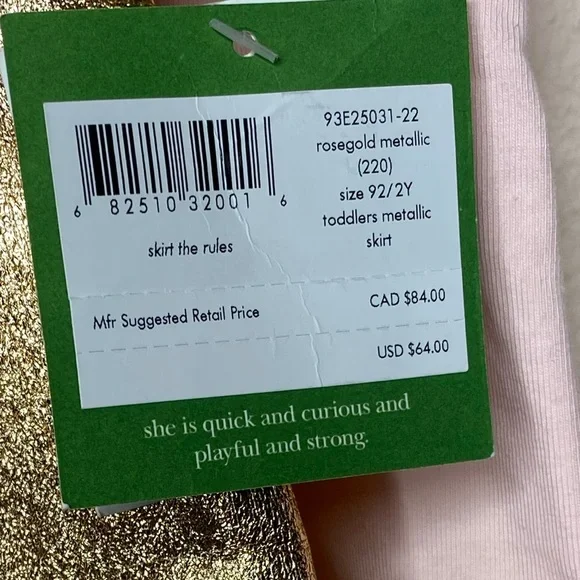 93E25031-22
rosegold metallic
(220)
size 92/2Y
toddlers metallic
skirt
6 82510 32001 6
skirt the rules
Mfr Suggested Retail Price CAD $84.00
USD $64.00
she is quick and curious and
playful and strong.